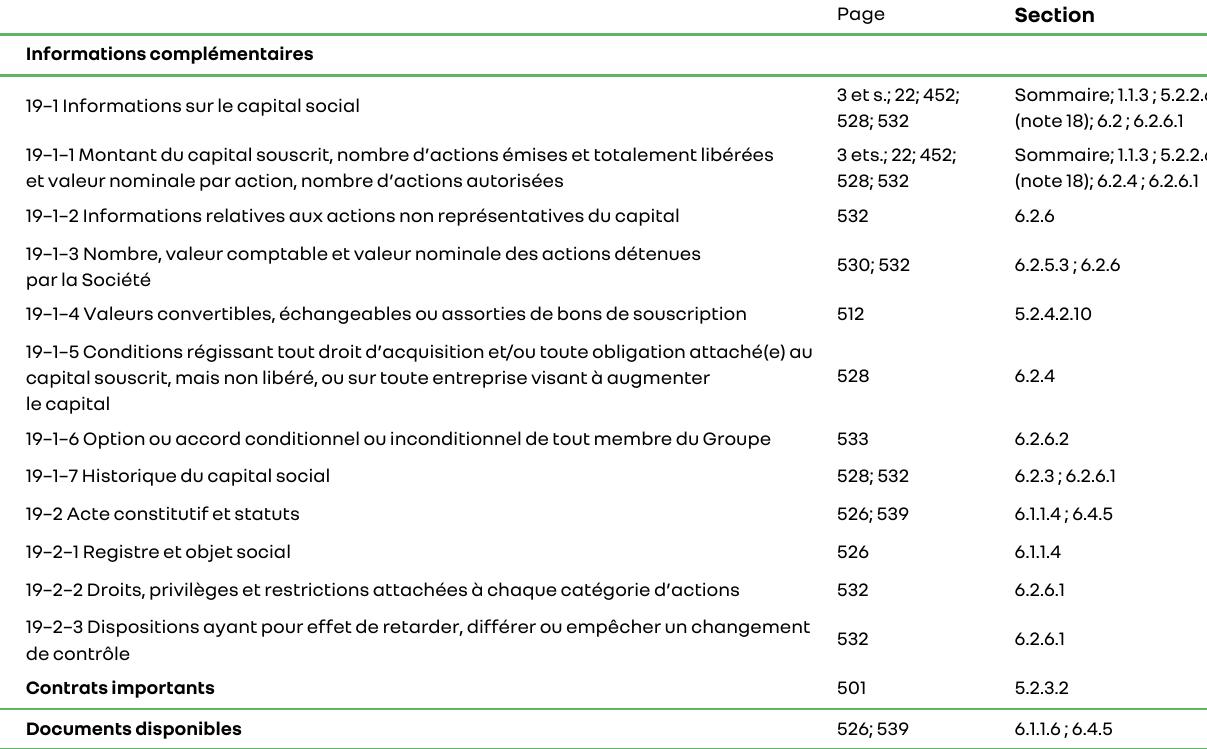 Page Section
Informations complémentaires
19–1 Informations sur le capital social
3 et s.; 22; 452;
528; 532
Sommaire; 1.1.3 ; 5.2.2.
(note 18); 6.2 ; 6.2.6.1
19–1–1 Montant du capital souscrit, nombre d’actions émises et totalement libérées
et valeur nominale par action, nombre d’actions autorisées
3 ets.; 22; 452;
528; 532
Sommaire; 1.1.3 ; 5.2.2.
(note 18); 6.2.4 ; 6.2.6.1
19–1–2 Informations relatives aux actions non représentatives du capital 532 6.2.6
19–1–3 Nombre, valeur comptable et valeur nominale des actions détenues
par la Société
530; 532 6.2.5.3 ; 6.2.6
19–1–4 Valeurs convertibles, échangeables ou assorties de bons de souscription 512 5.2.4.2.10
19–1–5 Conditions régissant tout droit d’acquisition et/ou toute obligation attaché(e) au
capital souscrit, mais non libéré, ou sur toute entreprise visant à augmenter
le capital
528 6.2.4
19–1–6 Option ou accord conditionnel ou inconditionnel de tout membre du Groupe 533 6.2.6.2
19–1–7 Historique du capital social 528; 532 6.2.3 ; 6.2.6.1
19–2 Acte constitutif et statuts 526; 539 6.1.1.4 ; 6.4.5
19–2–1 Registre et objet social 526 6.1.1.4
19–2–2 Droits, privilèges et restrictions attachées à chaque catégorie d’actions 532 6.2.6.1
19–2–3 Dispositions ayant pour effet de retarder, différer ou empêcher un changement
de contrôle
532 6.2.6.1
Contrats importants 501 5.2.3.2
Documents disponibles 526; 539 6.1.1.6 ; 6.4.5